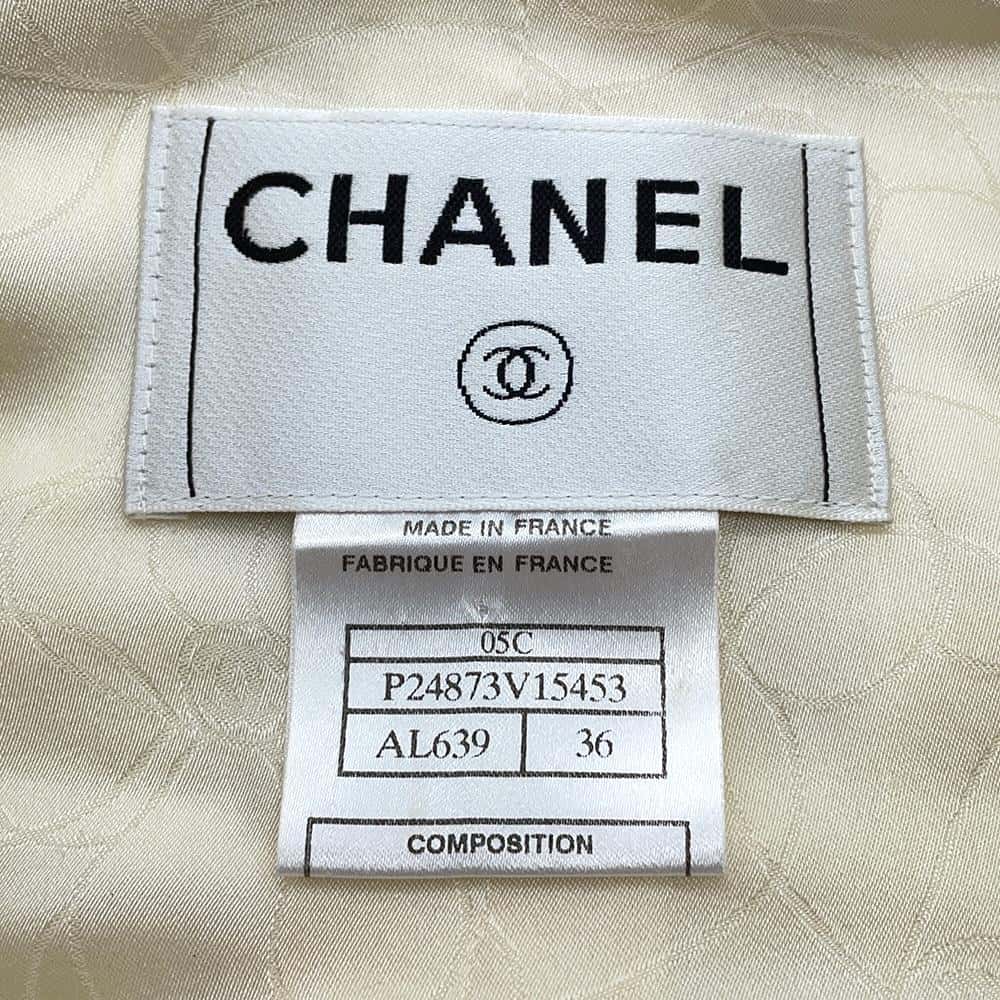 CHANEL
MADE IN FRANCE
FABRIQUE EN FRANCE
05C
P24873V15453
AL639 36
COMPOSITION